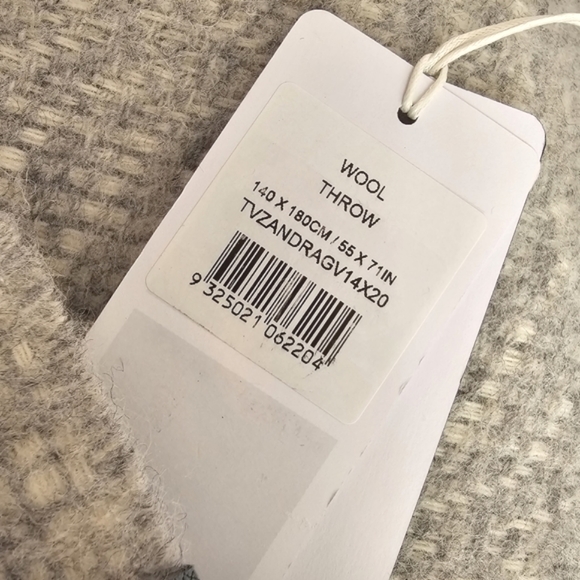 WOOL
THROW
140 X 180CM / 55 X 71IN
TVZANDRAGV14X20
9 325021 062204